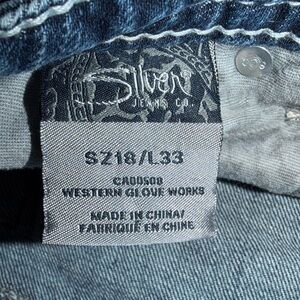 Silver
JEANS CO.
SZ18/L33
CA00508
WESTERN GLOVE WORKS
MADE IN CHINA/
FABRIQUÉ EN CHINE